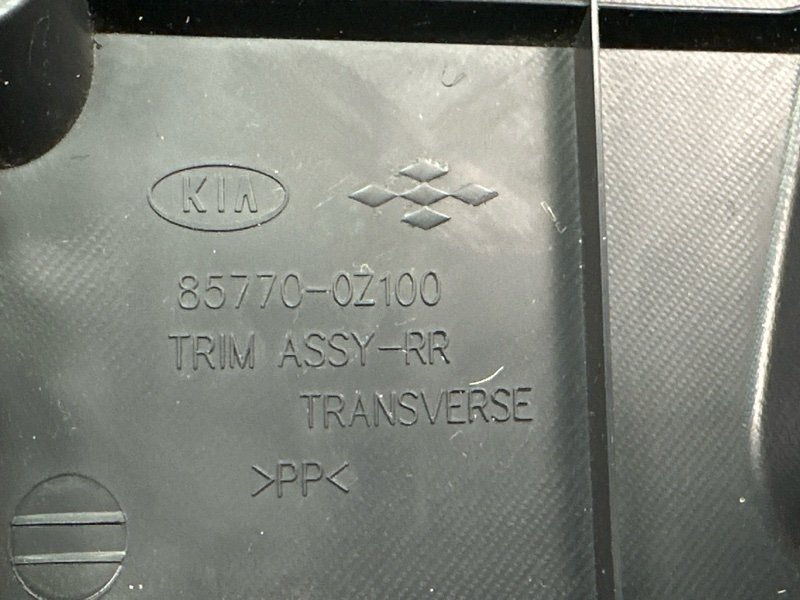 KIA
85770-0Z100
TRIM ASSY-RR
TRANSVERSE
>PP<